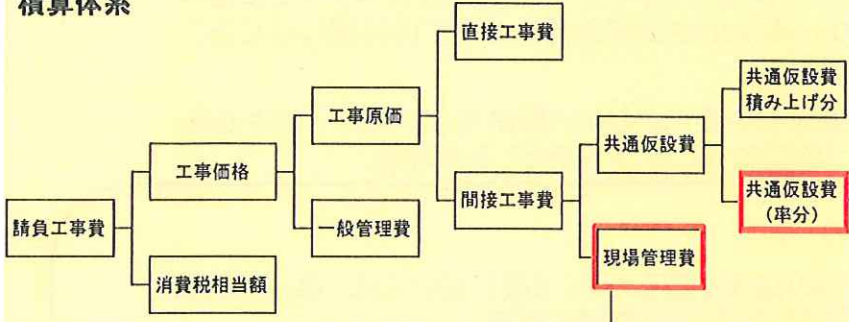 積算体系
直接工事費
共通仮設費
積み上げ分
工事原価
共通仮設費
工事価格
間接工事費
共通仮設費
(率分)
請負工事費
一般管理費
現場管理費
消費税相当額